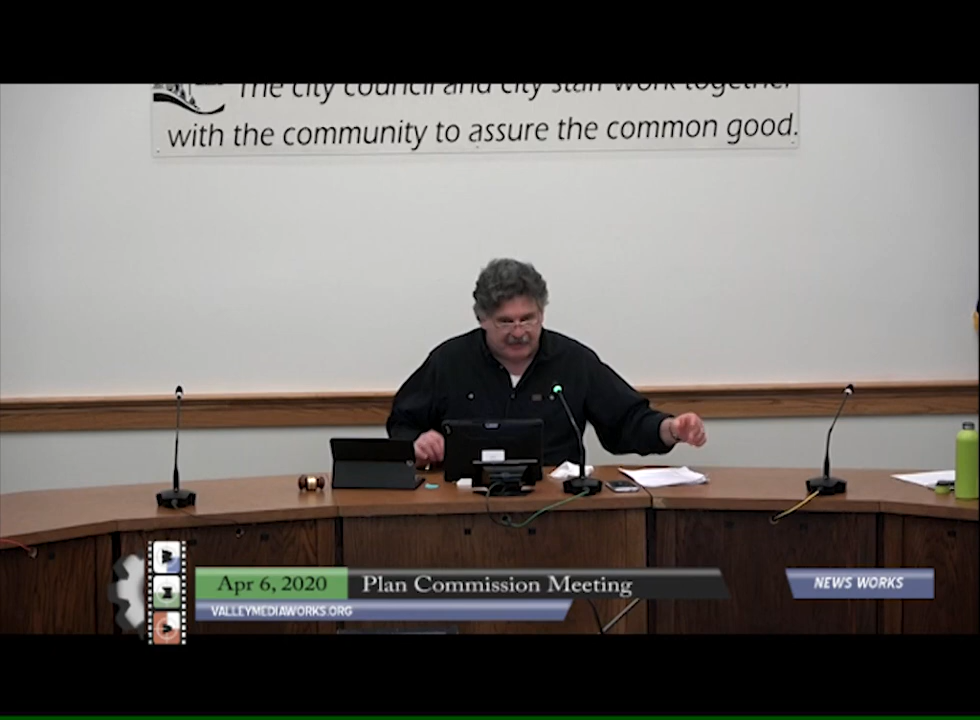 The city council and city staff work together
with the community to assure the common good.
Apr 6, 2020
Plan Commission Meeting
NEWS WORKS
VALLEYMEDIAWORKS.ORG